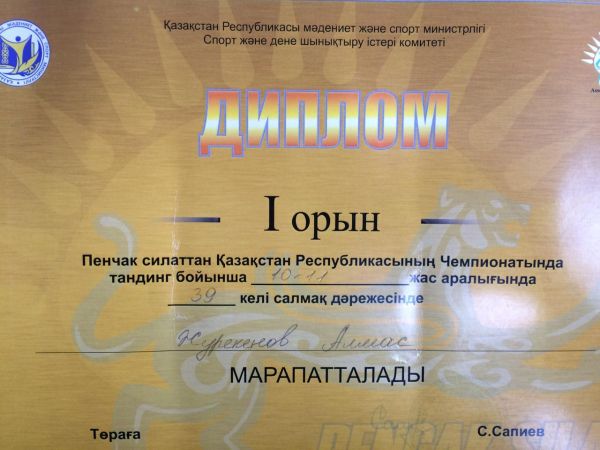 Қазақстан Республикасы мәдениет және спорт министрлігі
Спорт және дене шынықтыру істері комитеті
ДИПЛОМ
I орын
Пенчак силаттан Қазақстан Республикасының Чемпионатында
тандинг бойынша 10-11 жас аралығында
39 келі салмақ дәрежесінде
Нурекенов Алмас
МАРАПАТТАЛАДЫ
Төраға С.Сапиев